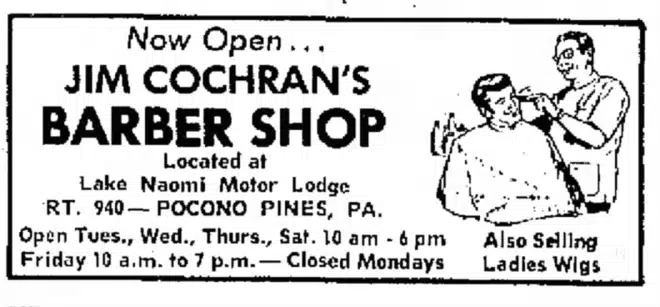 Now Open...
JIM COCHRAN'S
BARBER SHOP
Located at
Lake Naomi Motor Lodge
RT. 940 — POCONO PINES, PA.
Open Tues., Wed., Thurs., Sat. 10 am - 6 pm
Friday 10 a.m. to 7 p.m. — Closed Mondays
Also Selling
Ladies Wigs